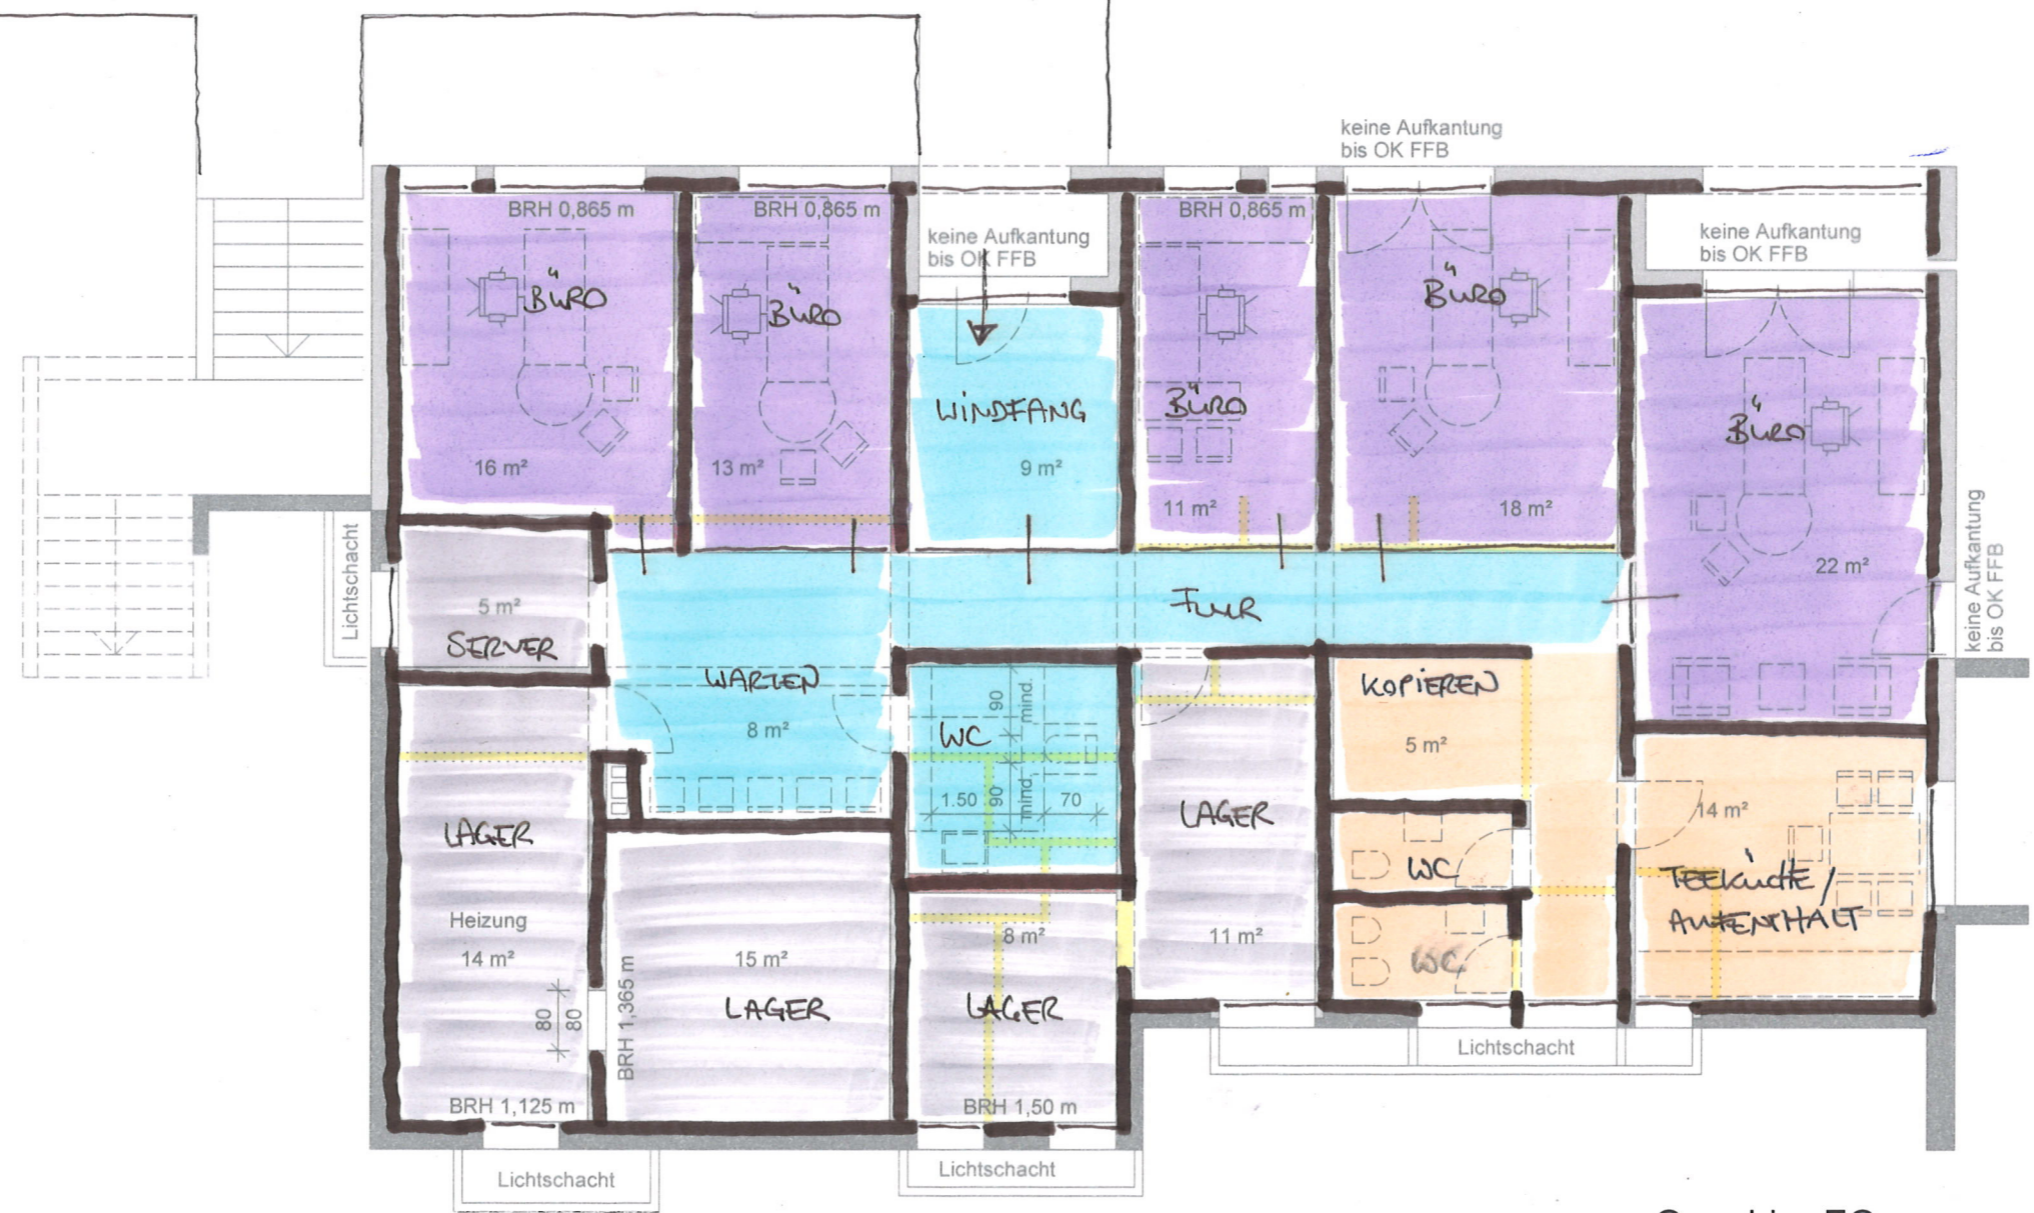 keine Aufkantung
bis OK FFB
BRH 0,865 m
BRH 0,865 m
keine Aufkantung
bis OK FFB
BRH 0,865 m
keine Aufkantung
bis OK FFB
BÜRO
BÜRO
BÜRO
BÜRO
BÜRO
WINDFANG
16 m²
13 m²
9 m²
11 m²
18 m²
22 m²
keine Aufkantung
bis OK FFB
Lichtschacht
5 m²
SERVER
FLUR
WARTEN
8 m²
WC
90
mind.
1.50
90
mind.
70
KOPIEREN
5 m²
LAGER
LAGER
14 m²
WC
TEEKÜCHE /
AUFENTHALT
Heizung
14 m²
15 m²
LAGER
8 m²
LAGER
11 m²
WC
80
80
BRH 1,365 m
BRH 1,125 m
BRH 1,50 m
Lichtschacht
Lichtschacht
Lichtschacht